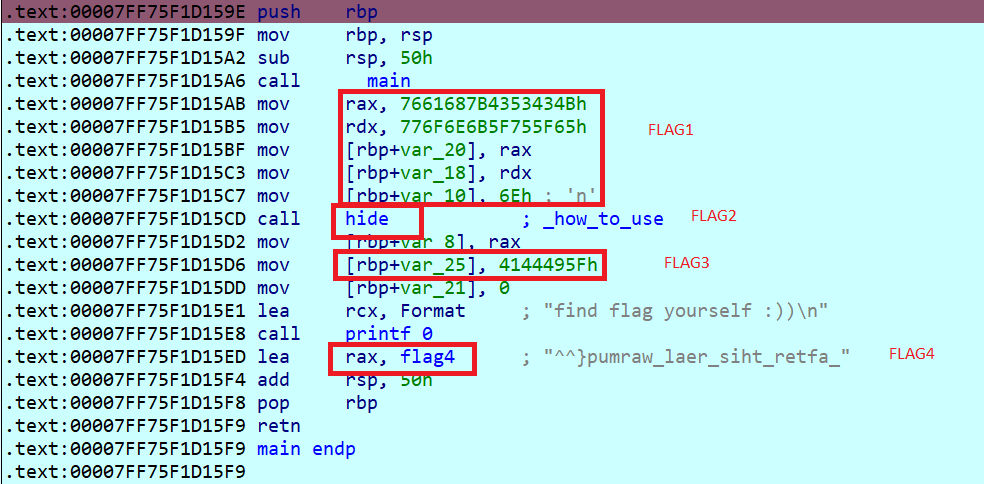 .text:00007FF75F1D159E push rbp
.text:00007FF75F1D159F mov rbp, rsp
.text:00007FF75F1D15A2 sub rsp, 50h
.text:00007FF75F1D15A6 call __main
.text:00007FF75F1D15AB mov rax, 7661687B4353434Bh
.text:00007FF75F1D15B5 mov rdx, 776F6E6B5F755F65h FLAG1
.text:00007FF75F1D15BF mov [rbp+var_20], rax
.text:00007FF75F1D15C3 mov [rbp+var_18], rdx
.text:00007FF75F1D15C7 mov [rbp+var_10], 6Eh ; 'n'
.text:00007FF75F1D15CD call hide ; _how_to_use FLAG2
.text:00007FF75F1D15D2 mov [rbp+var_8], rax
.text:00007FF75F1D15D6 mov [rbp+var_25], 4144495Fh FLAG3
.text:00007FF75F1D15DD mov [rbp+var_21], 0
.text:00007FF75F1D15E1 lea rcx, Format ; "find flag yourself :))\n"
.text:00007FF75F1D15E8 call printf_0
.text:00007FF75F1D15ED lea rax, flag4 ; "^^}pumraw_laer_siht_retfa_" FLAG4
.text:00007FF75F1D15F4 add rsp, 50h
.text:00007FF75F1D15F8 pop rbp
.text:00007FF75F1D15F9 retn
.text:00007FF75F1D15F9 main endp
.text:00007FF75F1D15F9